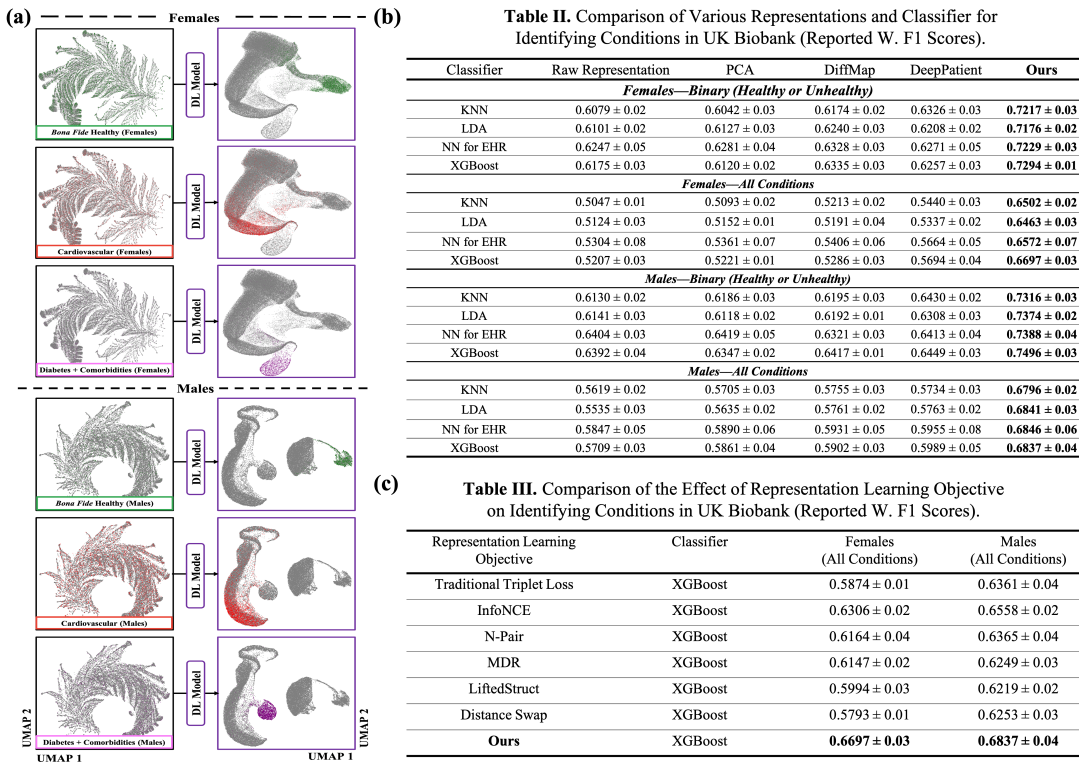 (a)
Females
DL Model
Bona Fide Healthy (Females)
DL Model
Cardiovascular (Females)
DL Model
Diabetes + Comorbidities (Females)
Males
DL Model
Bona Fide Healthy (Males)
DL Model
Cardiovascular (Males)
DL Model
Diabetes + Comorbidities (Males)
UMAP 2
UMAP 1
UMAP 1
UMAP 2
(b)
Table II. Comparison of Various Representations and Classifier for
Identifying Conditions in UK Biobank (Reported W. F1 Scores).
Classifier Raw Representation PCA DiffMap DeepPatient Ours
Females—Binary (Healthy or Unhealthy)
KNN 0.6079 ± 0.02 0.6042 ± 0.03 0.6174 ± 0.02 0.6326 ± 0.03 0.7217 ± 0.03
LDA 0.6101 ± 0.02 0.6127 ± 0.03 0.6240 ± 0.03 0.6208 ± 0.02 0.7176 ± 0.02
NN for EHR 0.6247 ± 0.05 0.6281 ± 0.04 0.6328 ± 0.03 0.6271 ± 0.05 0.7229 ± 0.03
XGBoost 0.6175 ± 0.03 0.6120 ± 0.02 0.6335 ± 0.03 0.6257 ± 0.03 0.7294 ± 0.01
Females—All Conditions
KNN 0.5047 ± 0.01 0.5093 ± 0.02 0.5213 ± 0.02 0.5440 ± 0.03 0.6502 ± 0.02
LDA 0.5124 ± 0.03 0.5152 ± 0.01 0.5191 ± 0.04 0.5337 ± 0.02 0.6463 ± 0.03
NN for EHR 0.5304 ± 0.08 0.5361 ± 0.07 0.5406 ± 0.06 0.5664 ± 0.05 0.6572 ± 0.07
XGBoost 0.5207 ± 0.03 0.5221 ± 0.01 0.5286 ± 0.03 0.5694 ± 0.04 0.6697 ± 0.03
Males—Binary (Healthy or Unhealthy)
KNN 0.6130 ± 0.02 0.6186 ± 0.03 0.6195 ± 0.03 0.6430 ± 0.02 0.7316 ± 0.03
LDA 0.6141 ± 0.03 0.6118 ± 0.02 0.6192 ± 0.01 0.6308 ± 0.03 0.7374 ± 0.02
NN for EHR 0.6404 ± 0.03 0.6419 ± 0.05 0.6321 ± 0.03 0.6413 ± 0.04 0.7388 ± 0.04
XGBoost 0.6392 ± 0.04 0.6347 ± 0.02 0.6417 ± 0.01 0.6449 ± 0.03 0.7496 ± 0.03
Males—All Conditions
KNN 0.5619 ± 0.02 0.5705 ± 0.03 0.5755 ± 0.03 0.5734 ± 0.03 0.6796 ± 0.02
LDA 0.5535 ± 0.03 0.5635 ± 0.02 0.5761 ± 0.02 0.5763 ± 0.02 0.6841 ± 0.03
NN for EHR 0.5847 ± 0.05 0.5890 ± 0.06 0.5931 ± 0.05 0.5955 ± 0.08 0.6846 ± 0.06
XGBoost 0.5709 ± 0.03 0.5861 ± 0.04 0.5902 ± 0.03 0.5989 ± 0.05 0.6837 ± 0.04
(c)
Table III. Comparison of the Effect of Representation Learning Objective
on Identifying Conditions in UK Biobank (Reported W. F1 Scores).
Representation Learning Classifier Females Males
Objective (All Conditions) (All Conditions)
Traditional Triplet Loss XGBoost 0.5874 ± 0.01 0.6361 ± 0.04
InfoNCE XGBoost 0.6306 ± 0.02 0.6558 ± 0.02
N-Pair XGBoost 0.6164 ± 0.04 0.6365 ± 0.04
MDR XGBoost 0.6147 ± 0.02 0.6249 ± 0.03
LiftedStruct XGBoost 0.5994 ± 0.03 0.6219 ± 0.02
Distance Swap XGBoost 0.5793 ± 0.01 0.6253 ± 0.03
Ours XGBoost 0.6697 ± 0.03 0.6837 ± 0.04